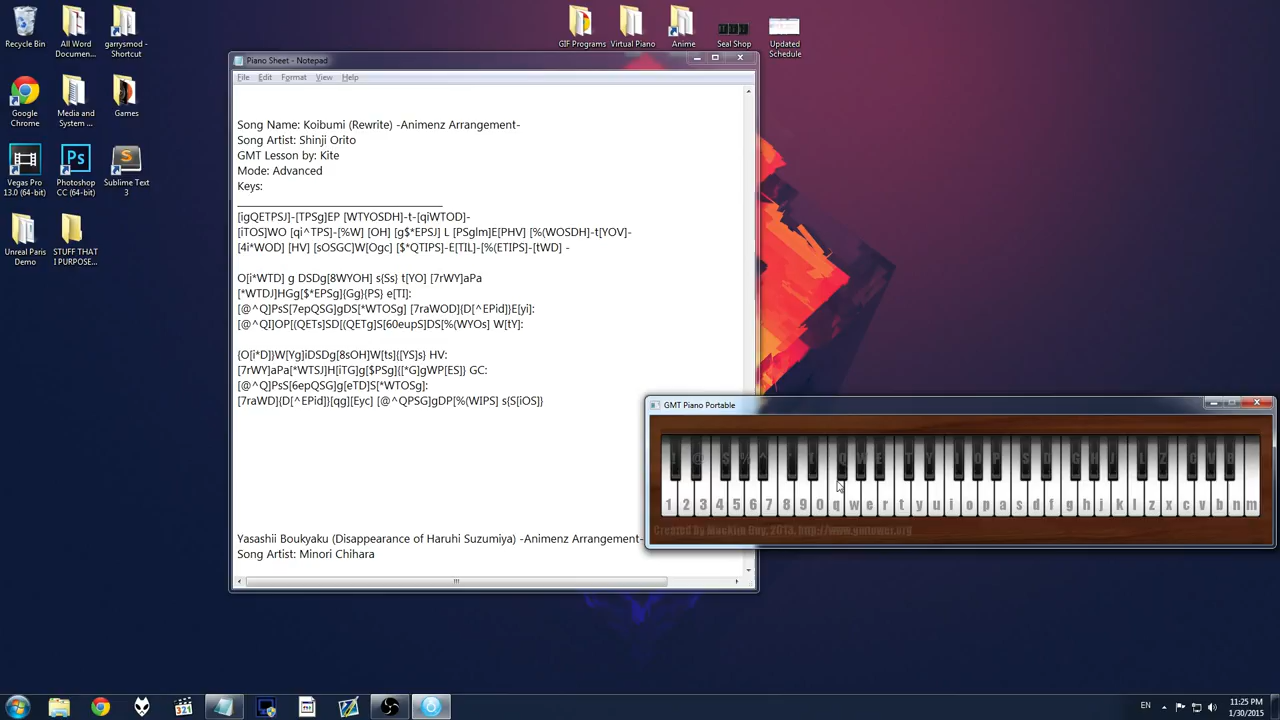 Recycle Bin
All Word Documen...
garrysmod - Shortcut
GIF Programs
Virtual Piano
Anime
Seal Shop
Updated Schedule
Google Chrome
Media and System ...
Games
Vegas Pro 13.0 (64-bit)
Photoshop CC (64-bit)
Sublime Text 3
Unreal Paris Demo
STUFF THAT I PURPOSE...
Piano Sheet - Notepad
File Edit Format View Help
Song Name: Koibumi (Rewrite) -Animenz Arrangement-
Song Artist: Shinji Orito
GMT Lesson by: Kite
Mode: Advanced
Keys:
[igQETPSJ]-[TPSg]EP [WTYOSDH]-t-[qiWTOD]-
[iTOS]WO [qi^TPS]-[%W] [OH] [g$*EPSJ] L [PSglm]E[PHV] [%(WOSDH]-t[YOV]-
[4i*WOD] [HV] [sOSGC]W[Ogc] [$*QTIPS]-E[TIL]-[%(ETIPS]-[tWD] -
O[i*WTD] g DSDg[8WYOH] s{Ss} t[YO] [7rWY]aPa
[*WTDJ]HGg[$*EPSg]{Gg}{PS} e[TI]:
[@^Q]PsS[7epQSG]gDS[*WTOSg] [7raWOD]{D[^EPid]}E[yi]:
[@^QI]OP[(QETs]SD[(QETg]S[60eupS]DS[%(WYOs] W[tY]:
{O[i*D]}W[Yg]iDSDg[8sOH]W[ts]{[YS]s} HV:
[7rWY]aPa[*WTSJ]H[iTG]g[$PSg]{[*G]gWP[ES]} GC:
[@^Q]PsS[6epQSG]g[eTD]S[*WTOSg]:
[7raWD]{D[^EPid]}[qg][Eyc] [@^QPSG]gDP[%(WIPS] s{S[iOS]}
Yasashii Boukyaku (Disappearance of Haruhi Suzumiya) -Animenz Arrangement-
Song Artist: Minori Chihara
GMT Piano Portable
! @ $ % ^ * ( Q W E T Y I O P S D G H J L Z C V B
1 2 3 4 5 6 7 8 9 0 q w e r t y u i o p a s d f g h j k l z x c v b n m
321
EN
11:25 PM
1/30/2015